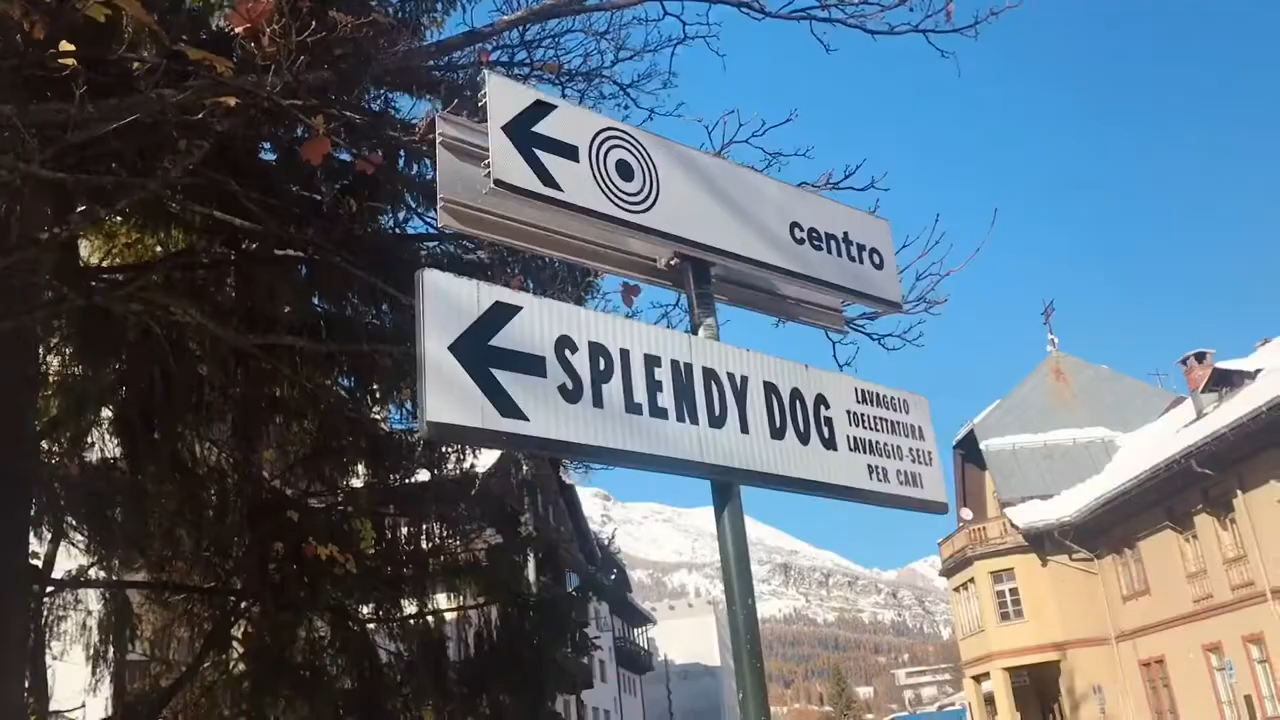 centro
SPLENDY DOG
LAVAGGIO
TOELETTATURA
LAVAGGIO-SELF
PER CANI